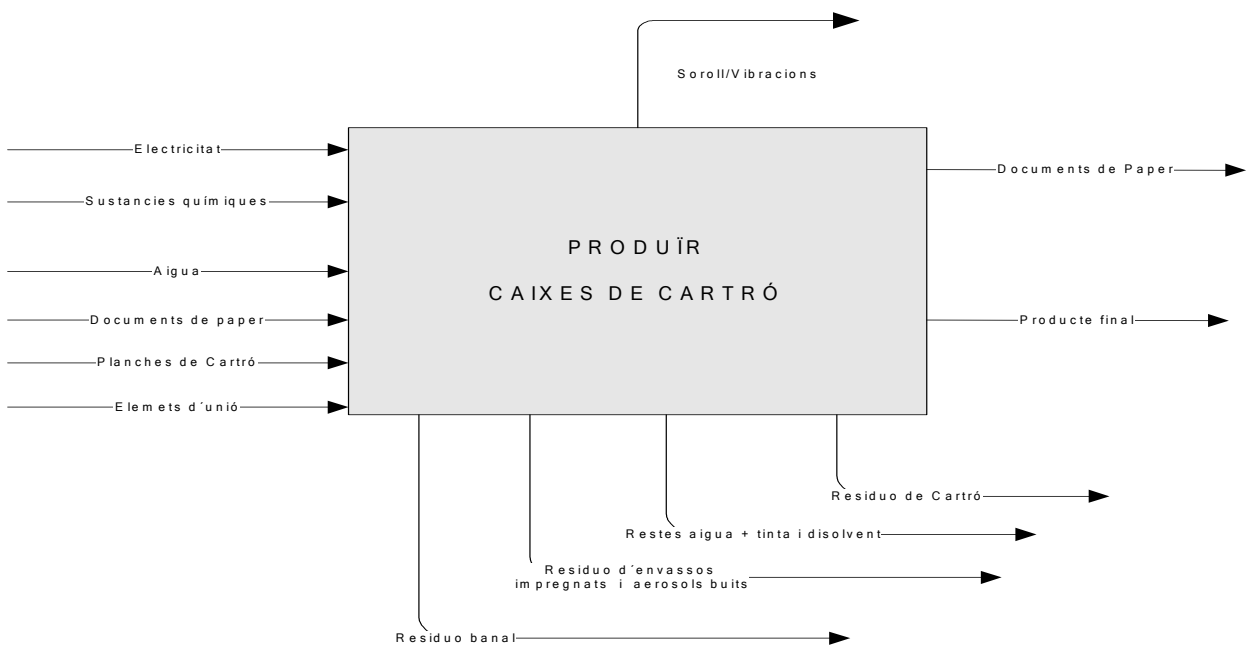 Soroll/Vibracions
Electricitat
Documents de Paper
Sustancies químiques
PRODUÏR
Aigua
CAIXES DE CARTRÓ
Documents de paper
Producte final
Planches de Cartró
Elemets d´unió
Residuo de Cartró
Restes aigua + tinta i disolvent
Residuo d´envassos
impregnats i aerosols buits
Residuo banal